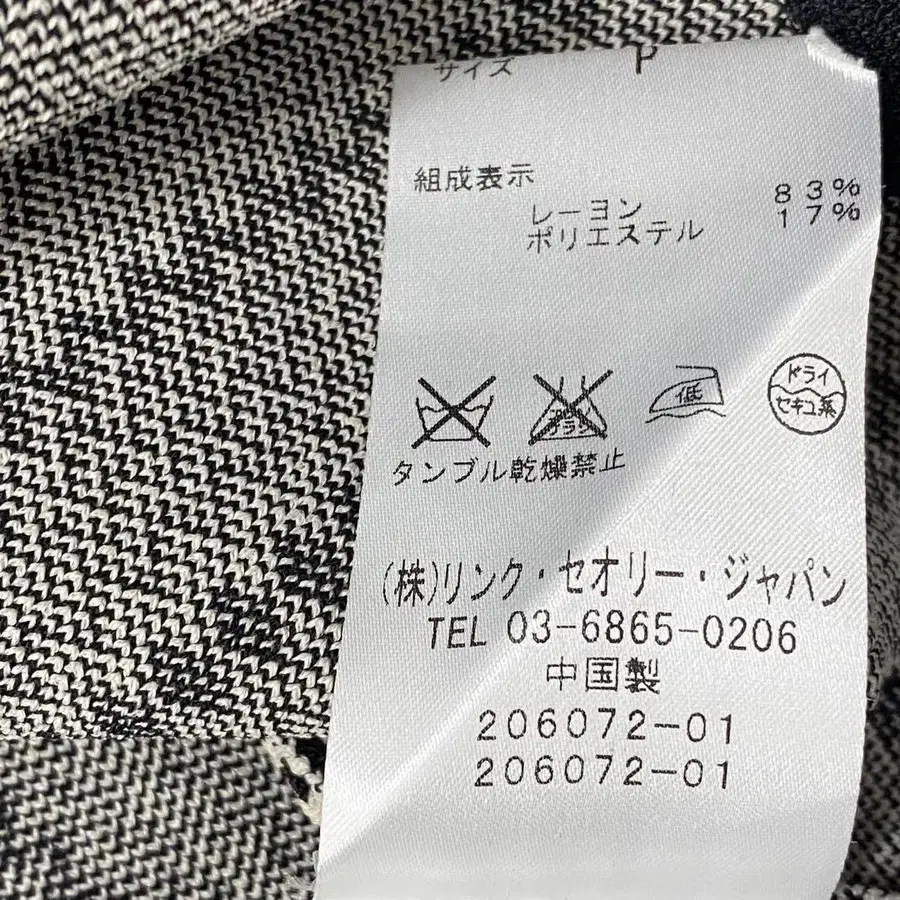 サイズ P
組成表示
レーヨン 83%
ポリエステル 17%
低
ドライ
セキユ系
タンブル乾燥禁止
(株)リンク・セオリー・ジャパン
TEL 03-6865-0206
中国製
206072-01
206072-01